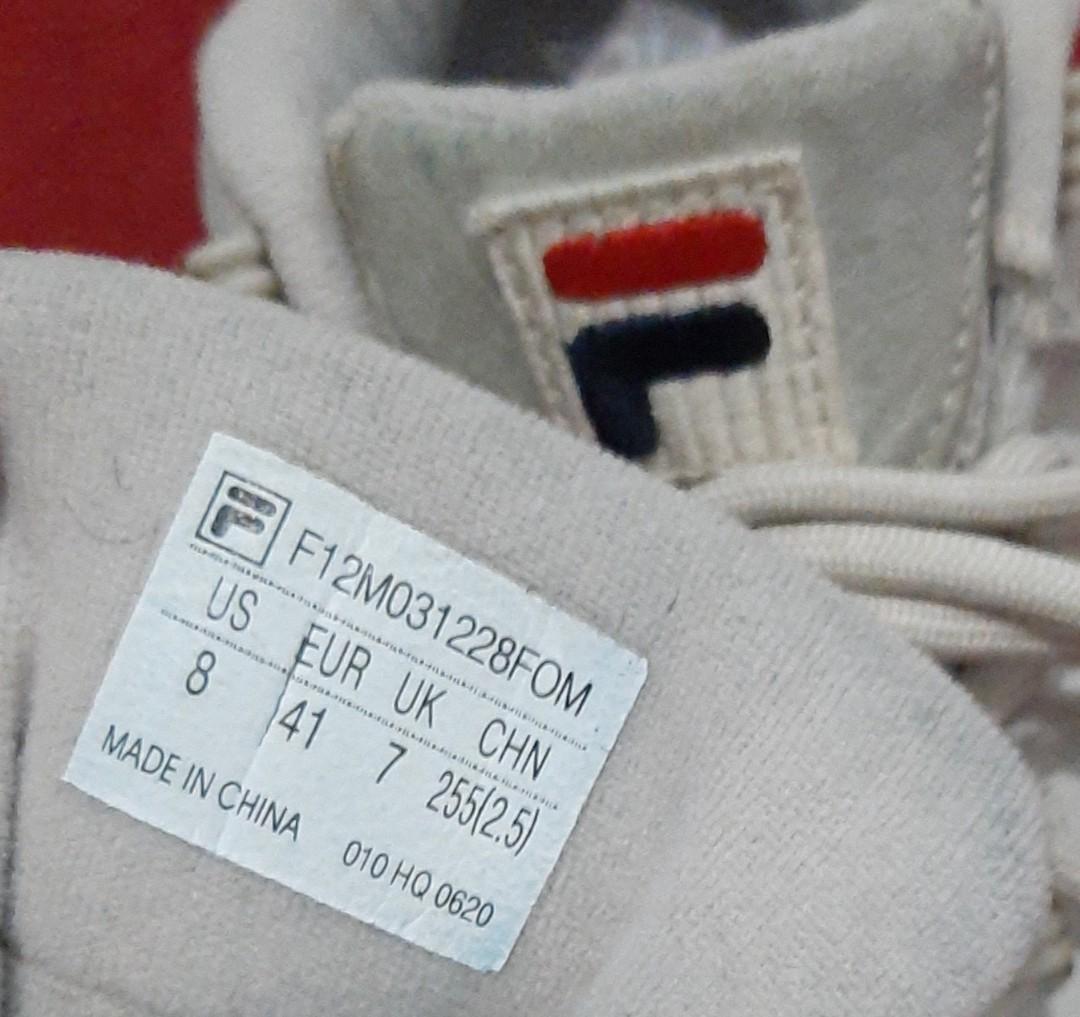 F12M031228FOM
US EUR UK CHN
8 41 7 255(2.5)
MADE IN CHINA 010 HQ 0620